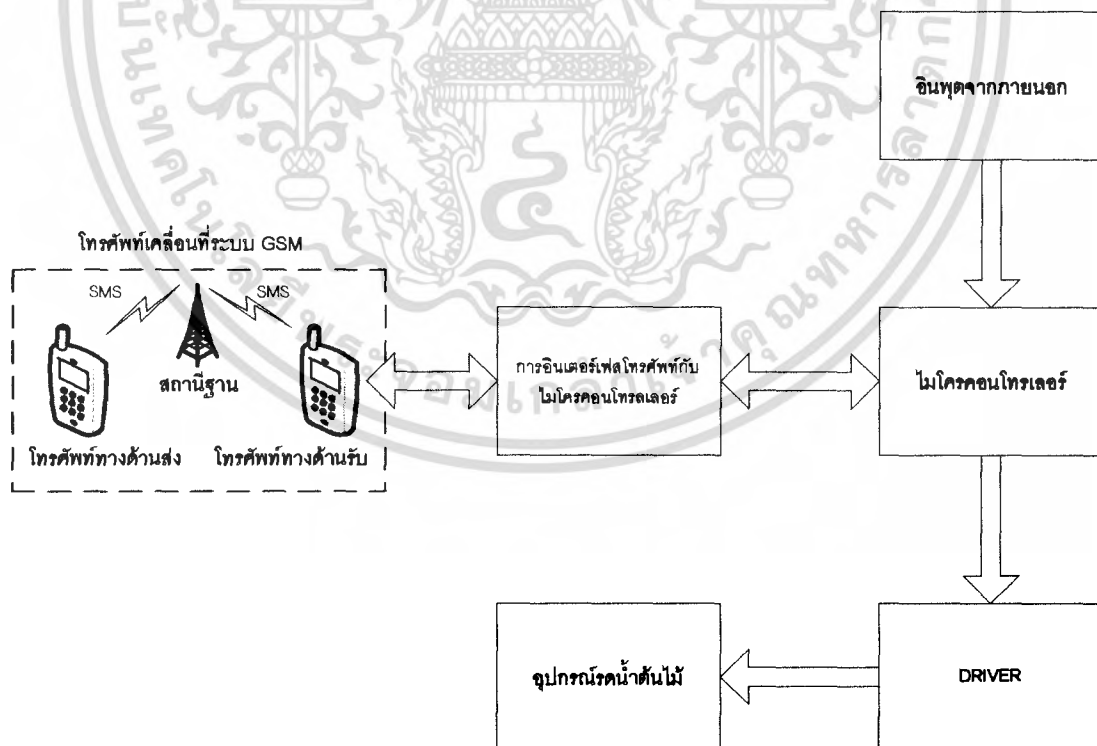 อินพุตจากภายนอก
โทรศัพท์เคลื่อนที่ระบบ GSM
SMS
SMS
สถานีฐาน
โทรศัพท์ทางด้านส่ง
โทรศัพท์ทางด้านรับ
การอินเตอร์เฟสโทรศัพท์กับ
ไมโครคอนโทรลเลอร์
ไมโครคอนโทรเลอร์
อุปกรณ์รดน้ำต้นไม้
DRIVER